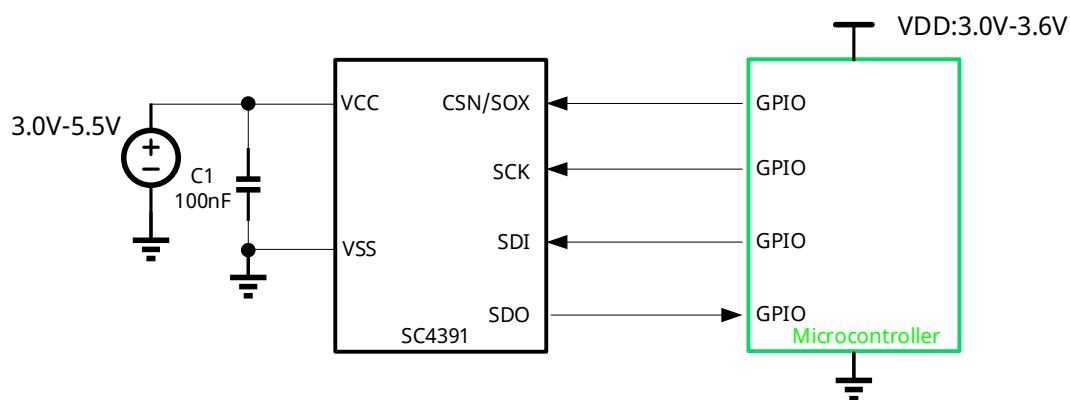 VDD:3.0V-3.6V
3.0V-5.5V
C1
100nF
VCC
CSN/SOX
SCK
SDI
VSS
SDO
SC4391
GPIO
GPIO
GPIO
GPIO
Microcontroller